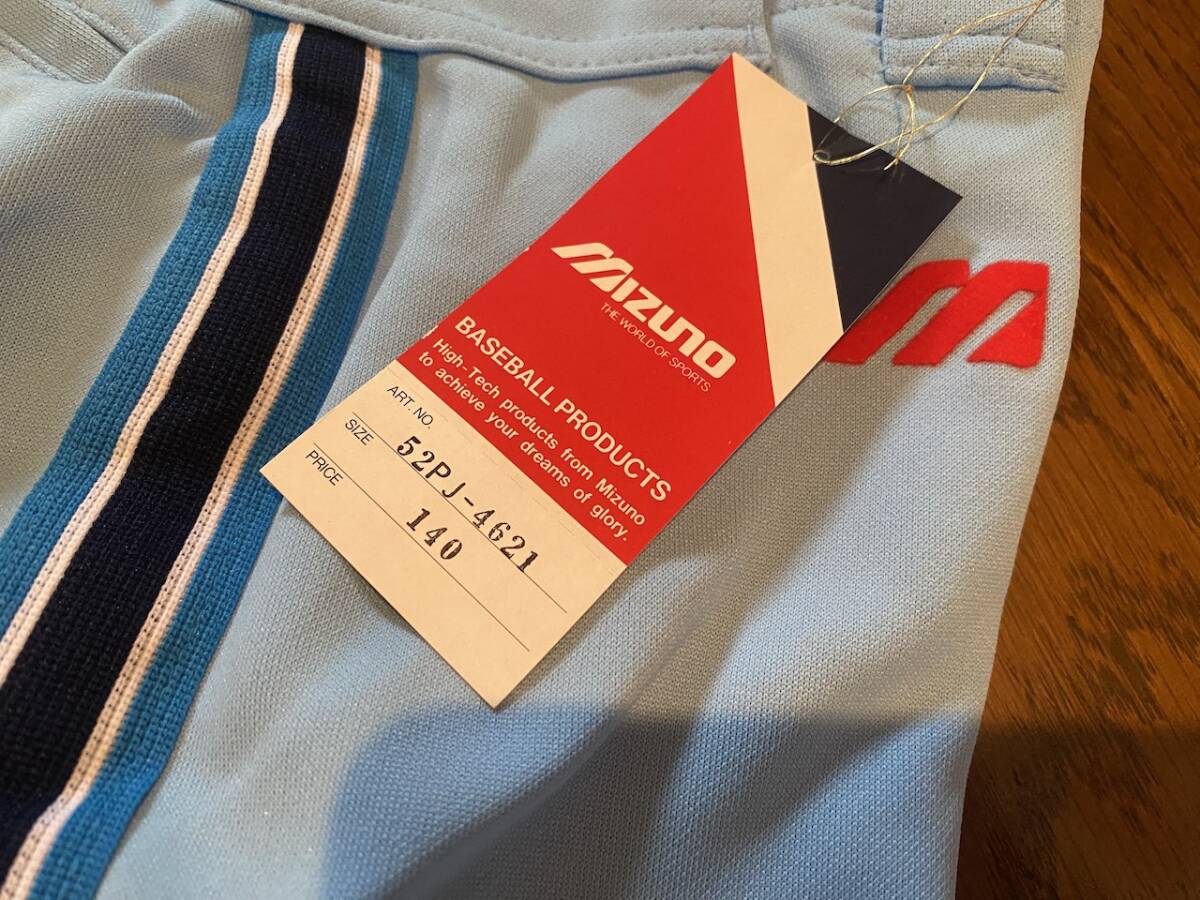 MIZUNO
THE WORLD OF SPORTS
BASEBALL PRODUCTS
High-Tech products from Mizuno
to achieve your dreams of glory.
ART. NO. 52PJ-4621
SIZE 140
PRICE